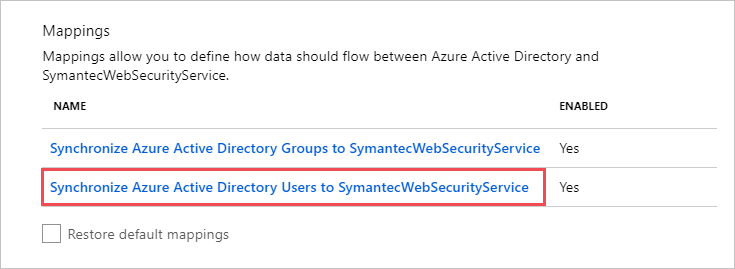 Mappings
Mappings allow you to define how data should flow between Azure Active Directory and
SymantecWebSecurityService.
NAME ENABLED
Synchronize Azure Active Directory Groups to SymantecWebSecurityService Yes
Synchronize Azure Active Directory Users to SymantecWebSecurityService Yes
Restore default mappings